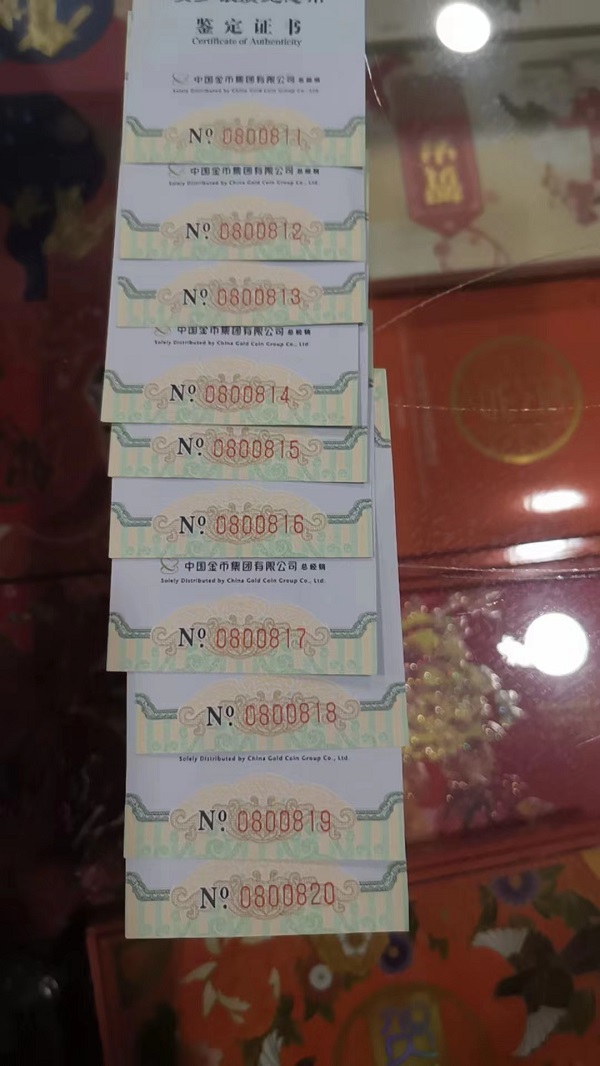 鉴定证书
Certificate of Authenticity
中国金币集团有限公司 总经销
Solely Distributed by China Gold Coin Group Co., Ltd.
Nº 0800811
中国金币集团有限公司 总经销
Solely Distributed by China Gold Coin Group Co., Ltd.
Nº 0800812
Nº 0800813
中国金币集团有限公司 总经销
Solely Distributed by China Gold Coin Group Co., Ltd
Nº 0800814
Nº 0800815
Nº 0800816
中国金币集团有限公司 总经销
Solely Distributed by China Gold Group Co., Ltd.
Nº 0800817
Nº 0800818
Solely Distributed by China Gold Coin Group Co., Ltd.
Nº 0800819
Nº 0800820
贺